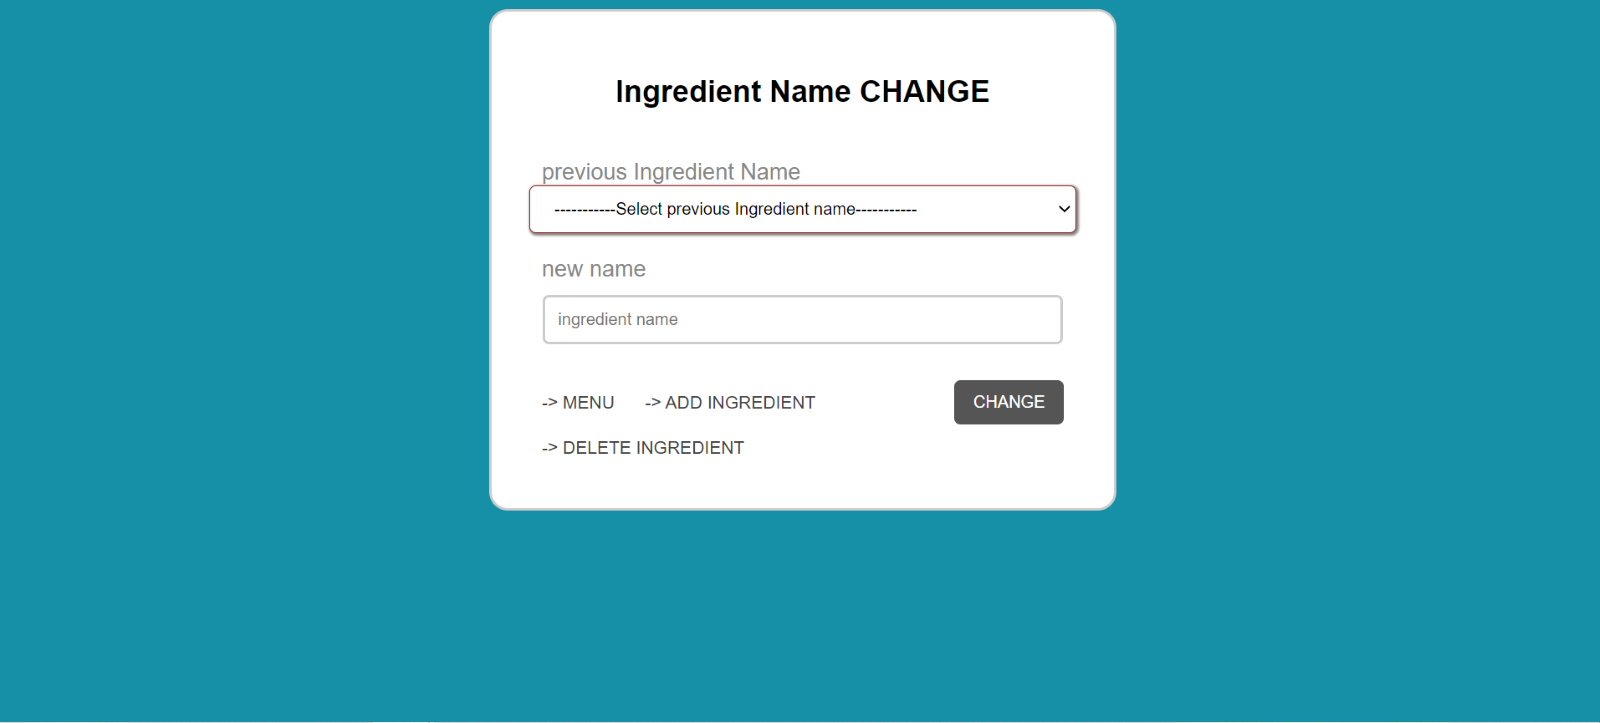 Ingredient Name CHANGE
previous Ingredient Name
-----------Select previous Ingredient name-----------
new name
ingredient name
-> MENU -> ADD INGREDIENT CHANGE
-> DELETE INGREDIENT